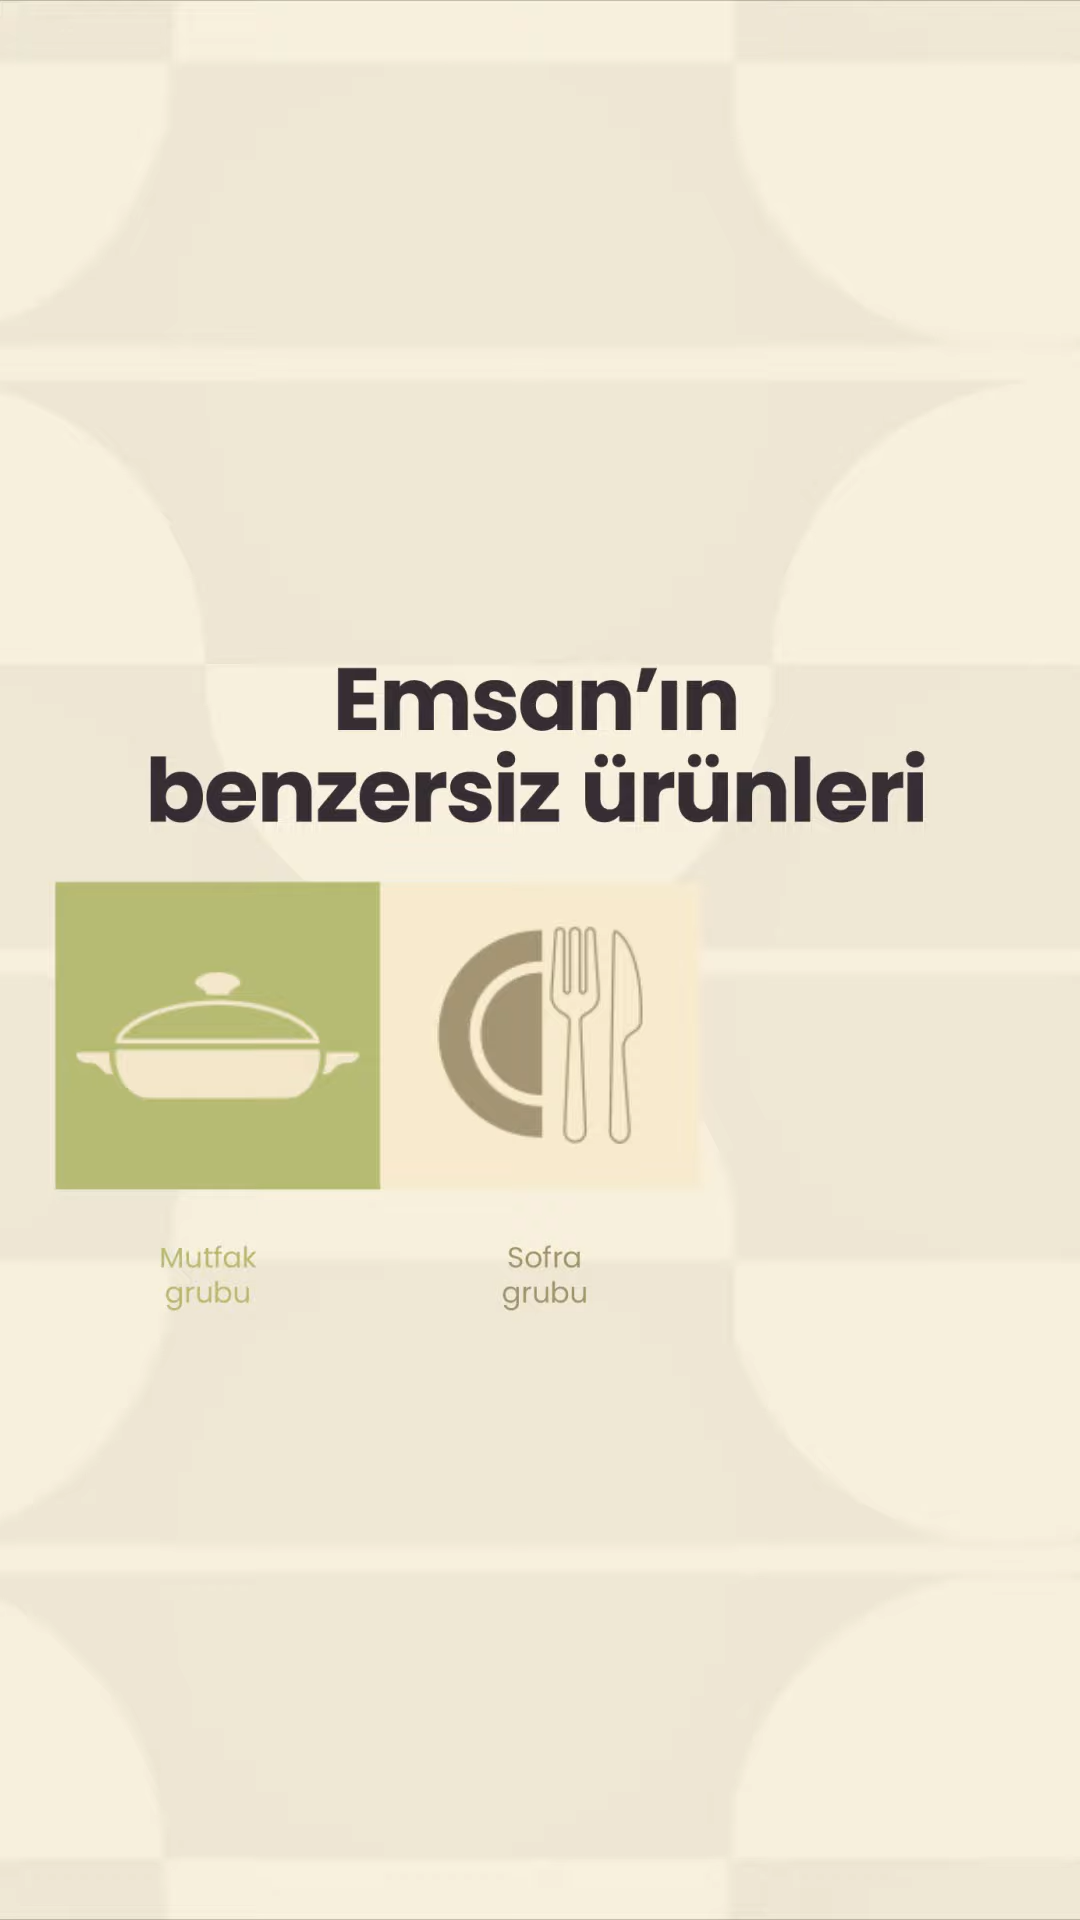 Emsan’ın
benzersiz ürünleri
Mutfak
grubu
Sofra
grubu